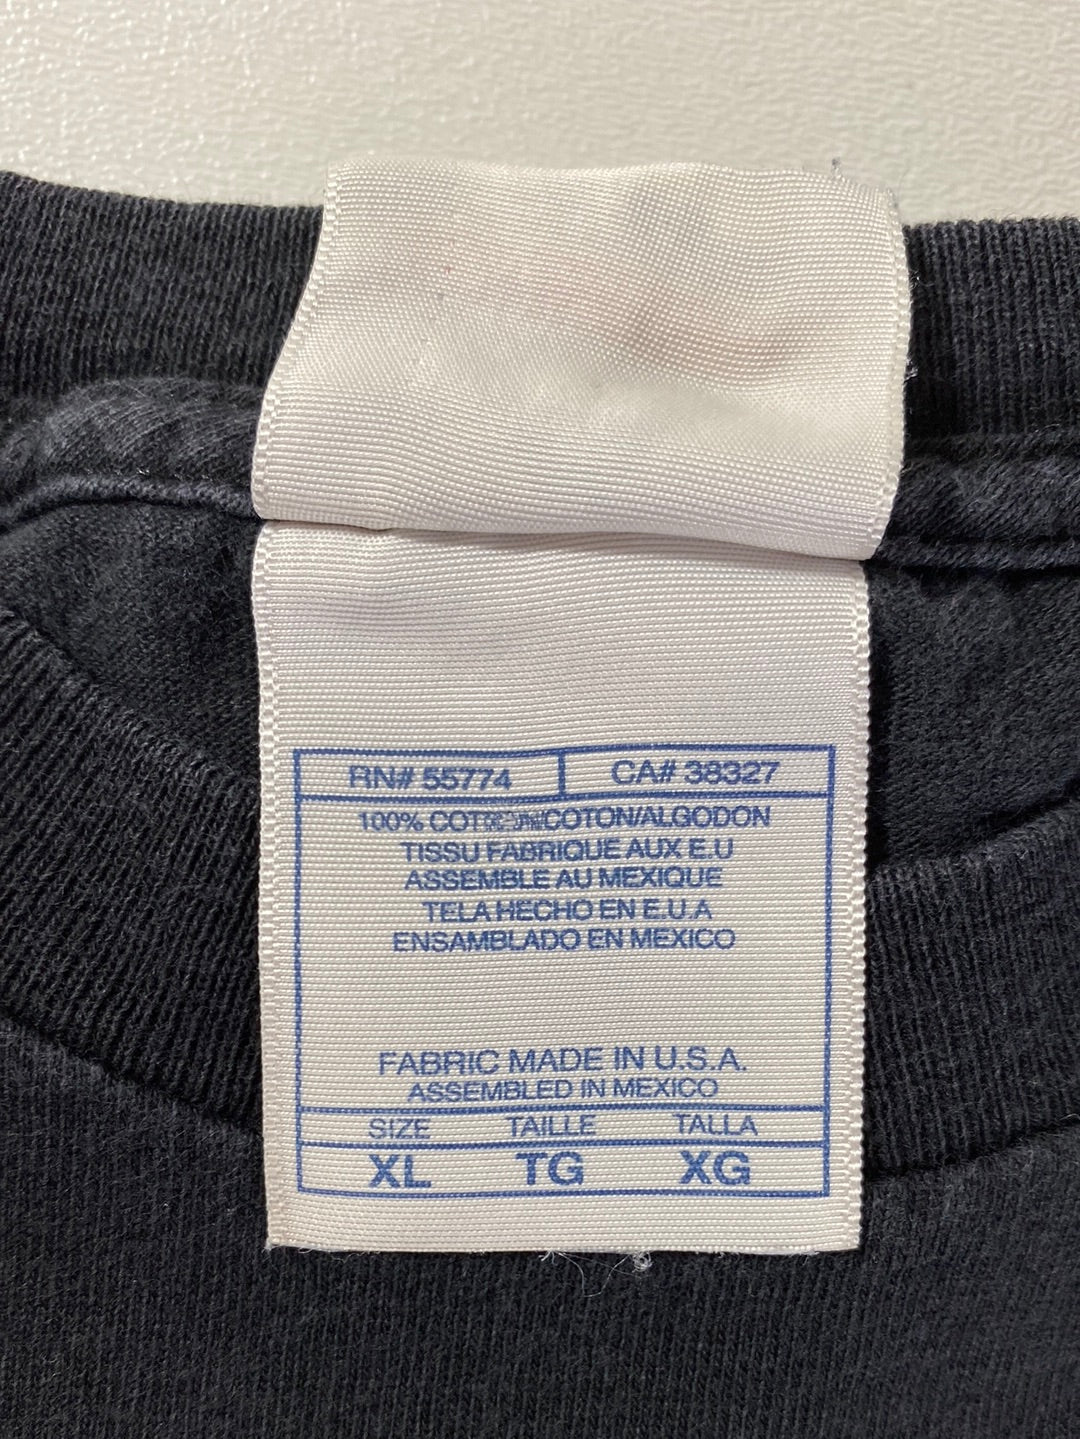 RN# 55774 CA# 38327
100% COTTON/COTON/ALGODON
TISSU FABRIQUE AUX E.U
ASSEMBLE AU MEXIQUE
TELA HECHO EN E.U.A
ENSAMBLADO EN MEXICO
FABRIC MADE IN U.S.A.
ASSEMBLED IN MEXICO
SIZE TAILLE TALLA
XL TG XG